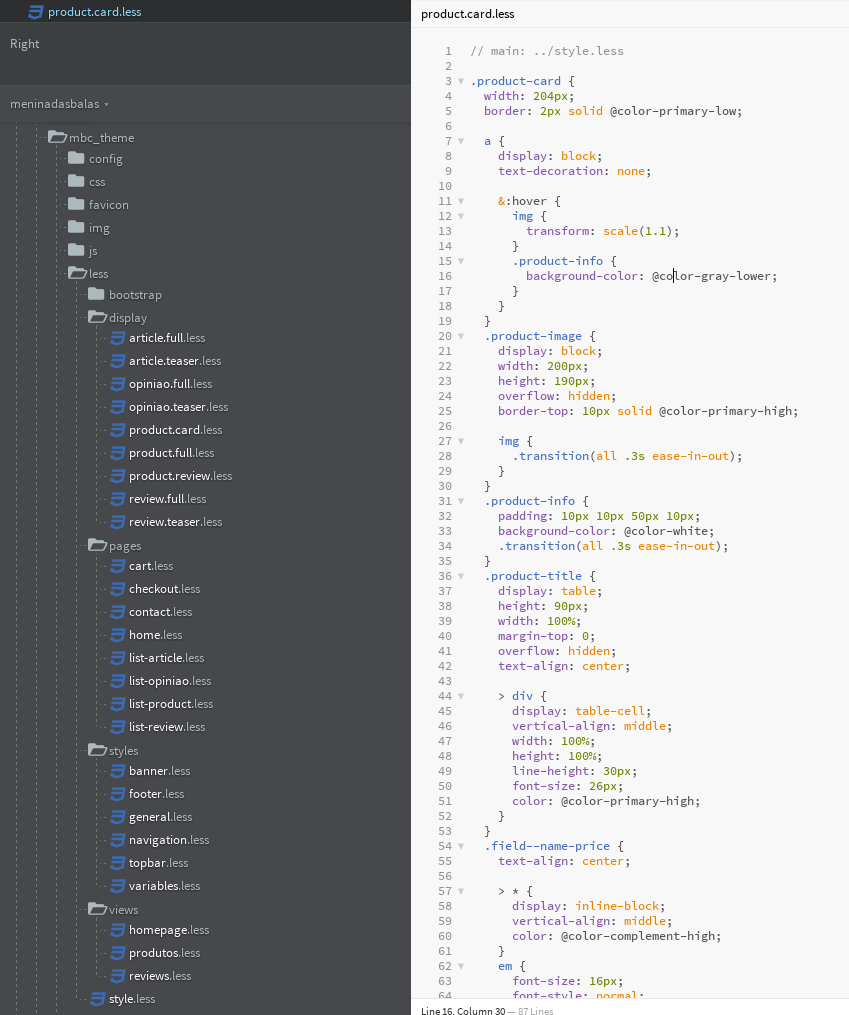 product.card.less
Right
meninadasbalas
mbc_theme
config
css
favicon
img
js
less
bootstrap
display
article.full.less
article.teaser.less
opiniao.full.less
opiniao.teaser.less
product.card.less
product.full.less
product.review.less
review.full.less
review.teaser.less
pages
cart.less
checkout.less
contact.less
home.less
list-article.less
list-opiniao.less
list-product.less
list-review.less
styles
banner.less
footer.less
general.less
navigation.less
topbar.less
variables.less
views
homepage.less
produtos.less
reviews.less
style.less
product.card.less
1 // main: ../style.less
2
3 .product-card {
4 width: 204px;
5 border: 2px solid @color-primary-low;
6
7 a {
8 display: block;
9 text-decoration: none;
10
11 &:hover {
12 img {
13 transform: scale(1.1);
14 }
15 .product-info {
16 background-color: @color-gray-lower;
17 }
18 }
19 }
20 .product-image {
21 display: block;
22 width: 200px;
23 height: 190px;
24 overflow: hidden;
25 border-top: 10px solid @color-primary-high;
26
27 img {
28 .transition(all .3s ease-in-out);
29 }
30 }
31 .product-info {
32 padding: 10px 10px 50px 10px;
33 background-color: @color-white;
34 .transition(all .3s ease-in-out);
35 }
36 .product-title {
37 display: table;
38 height: 90px;
39 width: 100%;
40 margin-top: 0;
41 overflow: hidden;
42 text-align: center;
43
44 > div {
45 display: table-cell;
46 vertical-align: middle;
47 width: 100%;
48 height: 100%;
49 line-height: 30px;
50 font-size: 26px;
51 color: @color-primary-high;
52 }
53 }
54 .field--name-price {
55 text-align: center;
56
57 > * {
58 display: inline-block;
59 vertical-align: middle;
60 color: @color-complement-high;
61 }
62 em {
63 font-size: 16px;
64 font-style: normal;
Line 16, Column 30 — 87 Lines